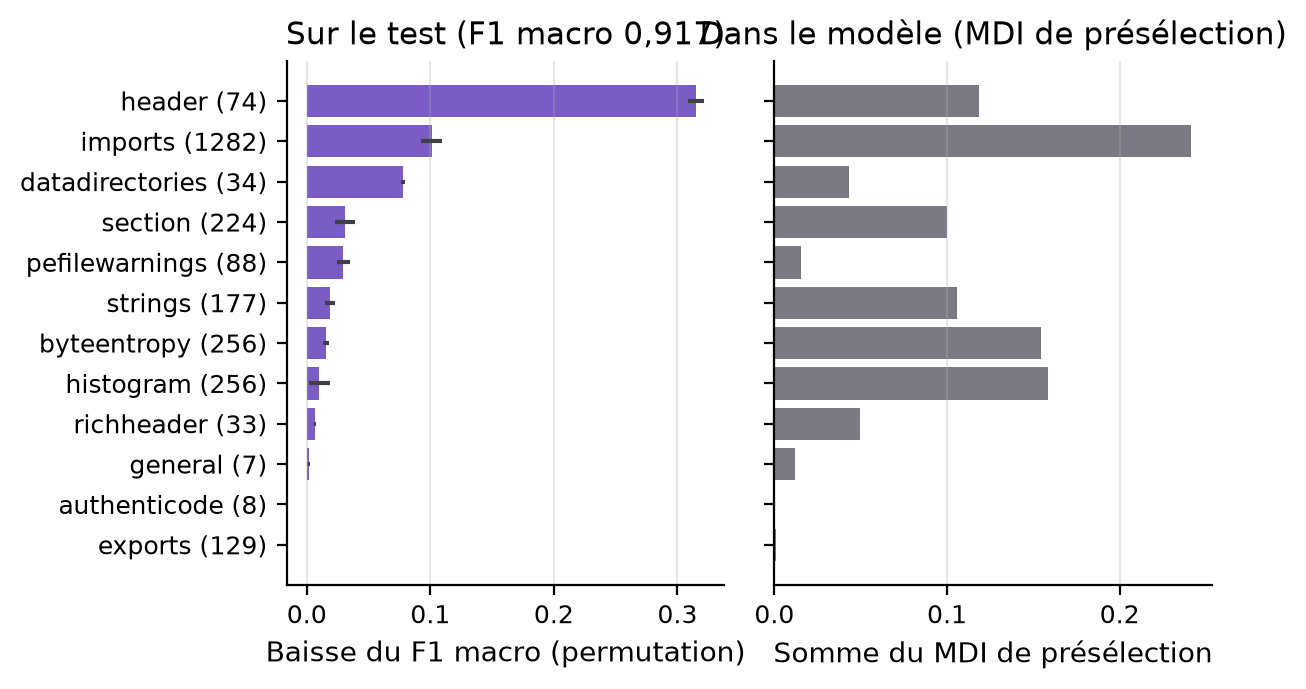 Sur le test (F1 macro 0,917)
Dans le modèle (MDI de présélection)
header (74)
imports (1282)
datadirectories (34)
section (224)
pefilewarnings (88)
strings (177)
byteentropy (256)
histogram (256)
richheader (33)
general (7)
authenticode (8)
exports (129)
0.0 0.1 0.2 0.3
Baisse du F1 macro (permutation)
0.0 0.1 0.2
Somme du MDI de présélection